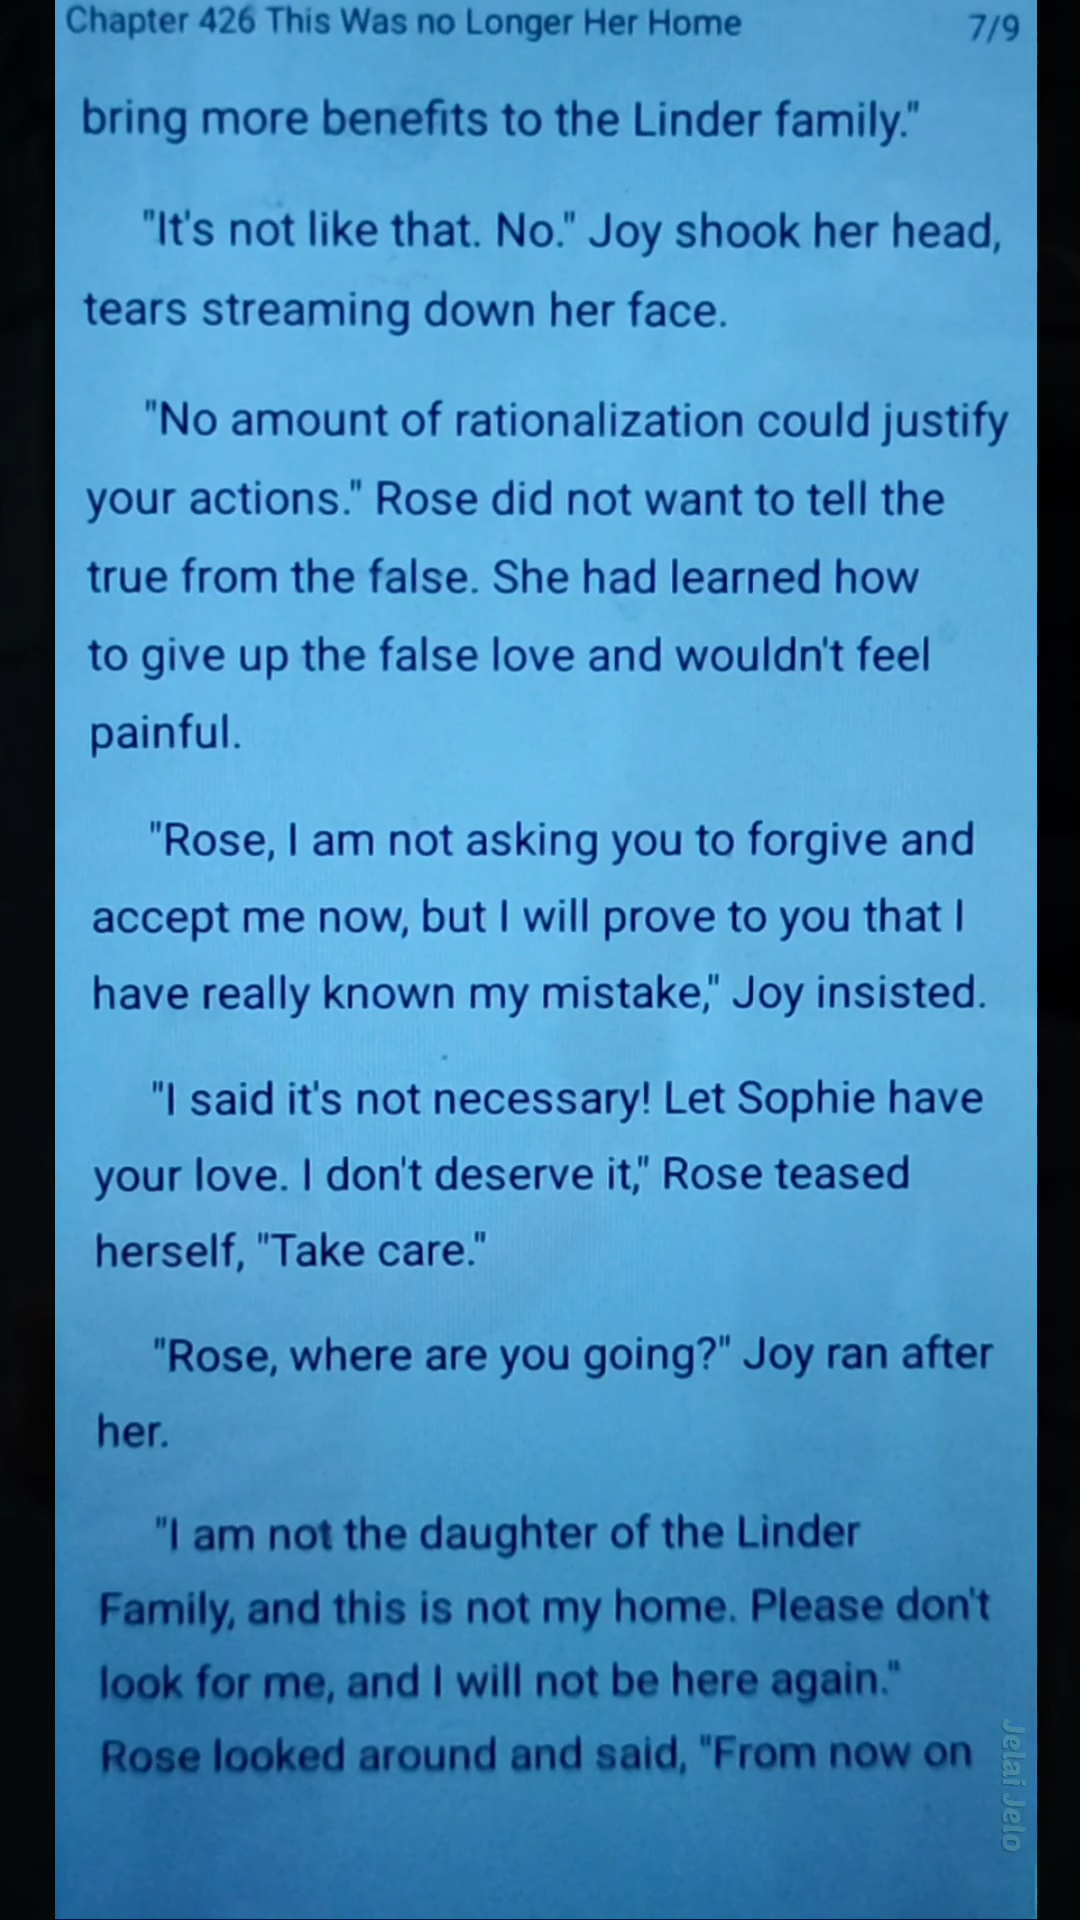 Chapter 426 This Was no Longer Her Home
7/9
bring more benefits to the Linder family."
"It's not like that. No." Joy shook her head,
tears streaming down her face.
"No amount of rationalization could justify
your actions." Rose did not want to tell the
true from the false. She had learned how
to give up the false love and wouldn't feel
painful.
"Rose, I am not asking you to forgive and
accept me now, but I will prove to you that I
have really known my mistake," Joy insisted.
"I said it's not necessary! Let Sophie have
your love. I don't deserve it," Rose teased
herself, "Take care."
"Rose, where are you going?" Joy ran after
her.
"I am not the daughter of the Linder
Family, and this is not my home. Please don't
look for me, and I will not be here again."
Rose looked around and said, "From now on
Jelai Jelo